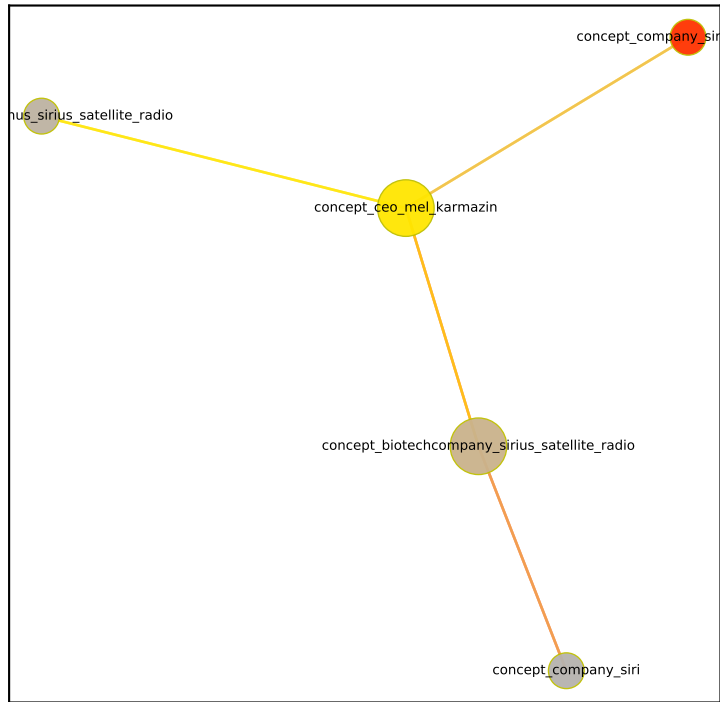 concept_company_sir
nus_sirius_satellite_radio
concept_ceo_mel_karmazin
concept_biotechcompany_sirius_satellite_radio
concept_company_siri